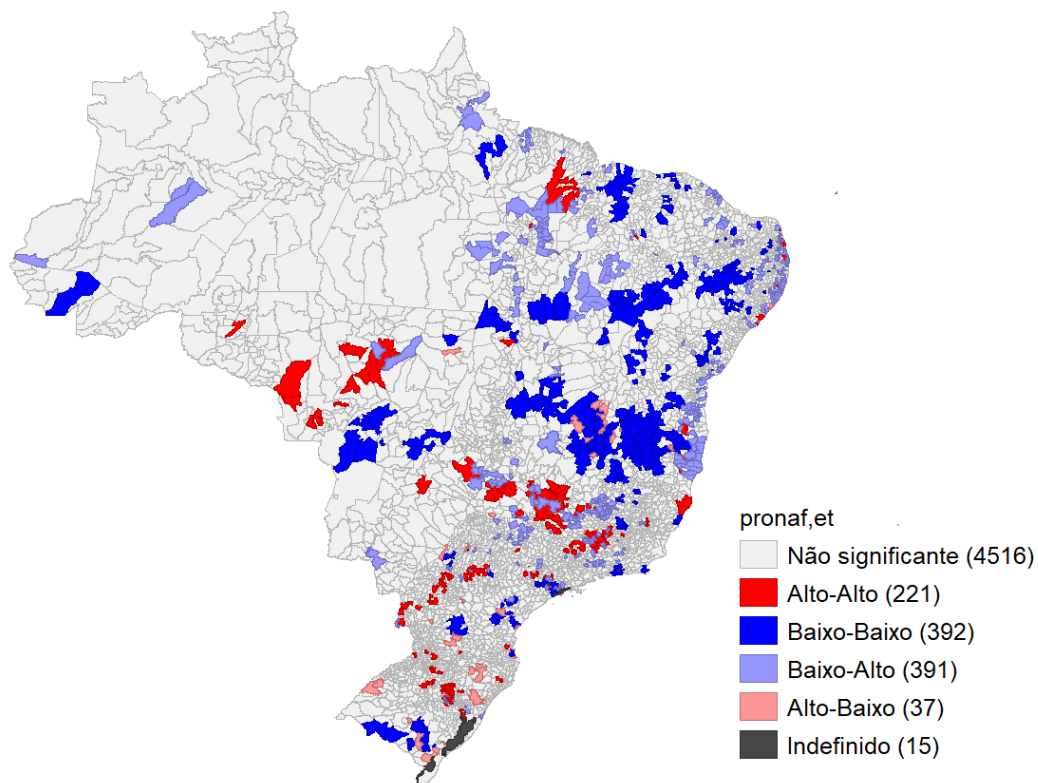 pronaf,et
Não significante (4516)
Alto-Alto (221)
Baixo-Baixo (392)
Baixo-Alto (391)
Alto-Baixo (37)
Indefinido (15)